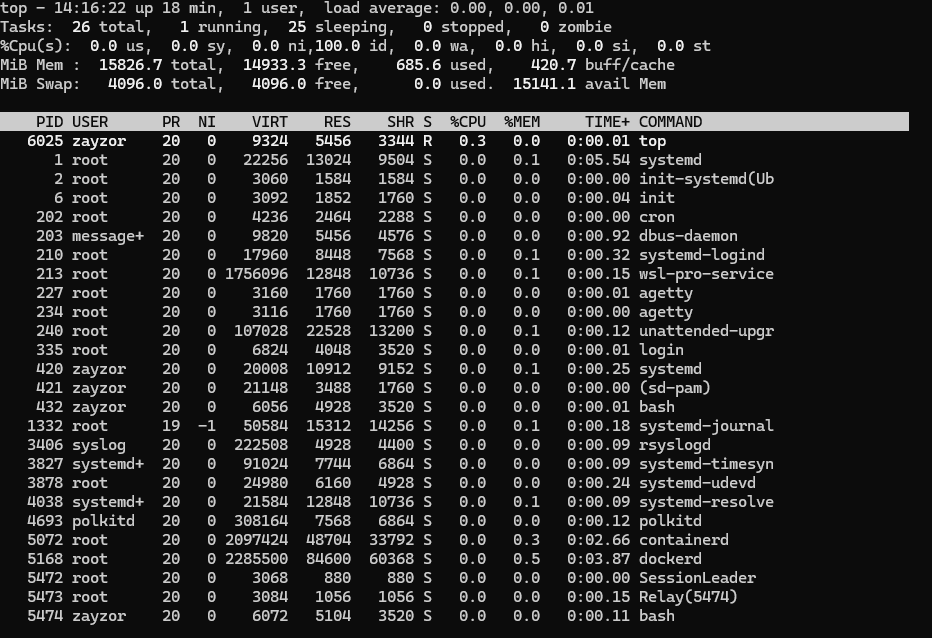 top - 14:16:22 up 18 min,  1 user,  load average: 0.00, 0.00, 0.01
Tasks:  26 total,   1 running,  25 sleeping,   0 stopped,   0 zombie
%Cpu(s):  0.0 us,  0.0 sy,  0.0 ni,100.0 id,  0.0 wa,  0.0 hi,  0.0 si,  0.0 st
MiB Mem :  15826.7 total,  14933.3 free,    685.6 used,    420.7 buff/cache
MiB Swap:   4096.0 total,   4096.0 free,      0.0 used.  15141.1 avail Mem
    PID USER      PR  NI    VIRT    RES    SHR S  %CPU  %MEM     TIME+ COMMAND
   6025 zayzor    20   0    9324   5456   3344 R   0.3   0.0   0:00.01 top
      1 root      20   0   22256  13024   9504 S   0.0   0.1   0:05.54 systemd
      2 root      20   0    3060   1584   1584 S   0.0   0.0   0:00.00 init-systemd(Ub
      6 root      20   0    3092   1852   1760 S   0.0   0.0   0:00.04 init
    202 root      20   0    4236   2464   2288 S   0.0   0.0   0:00.00 cron
    203 message+  20   0    9820   5456   4576 S   0.0   0.0   0:00.92 dbus-daemon
    210 root      20   0   17960   8448   7568 S   0.0   0.1   0:00.32 systemd-logind
    213 root      20   0 1756096  12848  10736 S   0.0   0.1   0:00.15 wsl-pro-service
    227 root      20   0    3160   1760   1760 S   0.0   0.0   0:00.01 agetty
    234 root      20   0    3116   1760   1760 S   0.0   0.0   0:00.00 agetty
    240 root      20   0  107028  22528  13200 S   0.0   0.1   0:00.12 unattended-upgr
    335 root      20   0    6824   4048   3520 S   0.0   0.0   0:00.01 login
    420 zayzor    20   0   20008  10912   9152 S   0.0   0.1   0:00.25 systemd
    421 zayzor    20   0   21148   3488   1760 S   0.0   0.0   0:00.00 (sd-pam)
    432 zayzor    20   0    6056   4928   3520 S   0.0   0.0   0:00.01 bash
   1332 root      19  -1   50584  15312  14256 S   0.0   0.1   0:00.18 systemd-journal
   3406 syslog    20   0  222508   4928   4400 S   0.0   0.0   0:00.09 rsyslogd
   3827 systemd+  20   0   91024   7744   6864 S   0.0   0.0   0:00.09 systemd-timesyn
   3878 root      20   0   24980   6160   4928 S   0.0   0.0   0:00.24 systemd-udevd
   4038 systemd+  20   0   21584  12848  10736 S   0.0   0.1   0:00.09 systemd-resolve
   4693 polkitd   20   0  308164   7568   6864 S   0.0   0.0   0:00.12 polkitd
   5072 root      20   0 2097424  48704  33792 S   0.0   0.3   0:02.66 containerd
   5168 root      20   0 2285500  84600  60368 S   0.0   0.5   0:03.87 dockerd
   5472 root      20   0    3068    880    880 S   0.0   0.0   0:00.00 SessionLeader
   5473 root      20   0    3084   1056   1056 S   0.0   0.0   0:00.15 Relay(5474)
   5474 zayzor    20   0    6072   5104   3520 S   0.0   0.0   0:00.11 bash